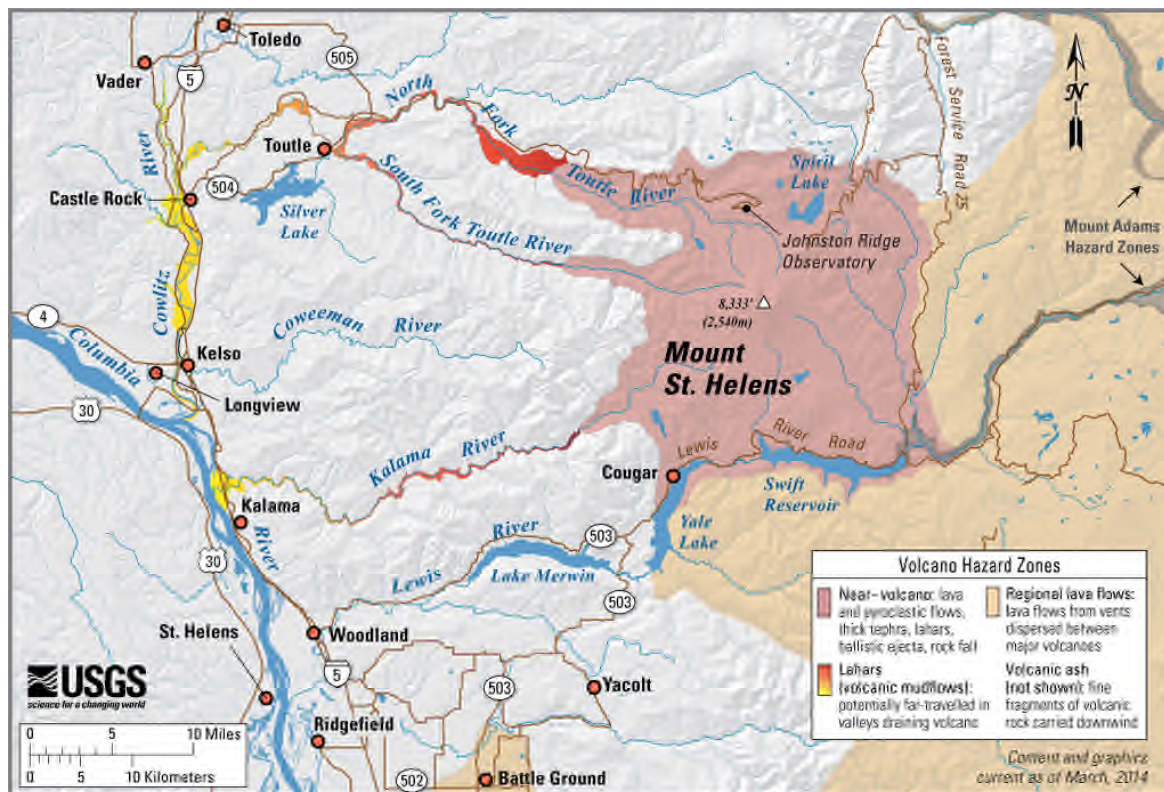 Toledo
Vader
5
505
River
North
Fork
Toutle
Toutle River
Castle Rock
504
Silver
Lake
South Fork Toutle River
Spirit
Lake
Forest Service Road 25
N
Johnston Ridge
Observatory
Mount Adams
Hazard Zones
8,333'
(2,540m)
Mount
St. Helens
4
Columbia
Cowlitz
Coweeman River
Kelso
Longview
30
Kalama River
Lewis
River Road
Cougar
Swift
Reservoir
Yale
Lake
Kalama
River
30
503
Lewis River
Lake Merwin
503
St. Helens
Woodland
5
503
Yacolt
Ridgefield
502
Battle Ground
USGS
science for a changing world
0 5 10 Miles
0 5 10 Kilometers
Volcano Hazard Zones
Near-volcano: lava
and pyroclastic flows,
thick tephra, lahars,
ballistic ejecta, rock fall
Lahars
(volcanic mudflows):
potentially far-travelled in
valleys draining volcano
Regional lava flows:
lava flows from vents
dispersed between
major volcanoes
Volcanic ash
(not shown): fine
fragments of volcanic
rock carried downwind
Content and graphics
current as of March, 2014